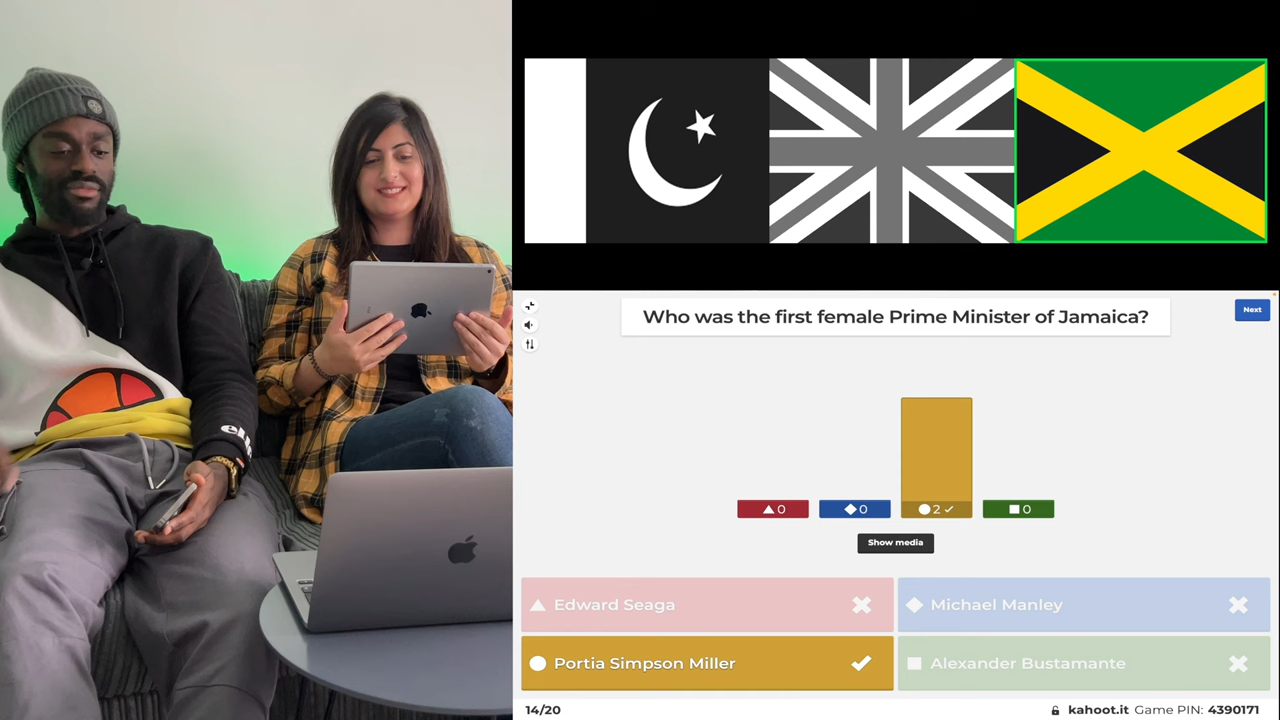 Who was the first female Prime Minister of Jamaica?
Next
0
0
2
0
Show media
Edward Seaga
Michael Manley
Portia Simpson Miller
Alexander Bustamante
14/20
kahoot.it Game PIN: 4390171